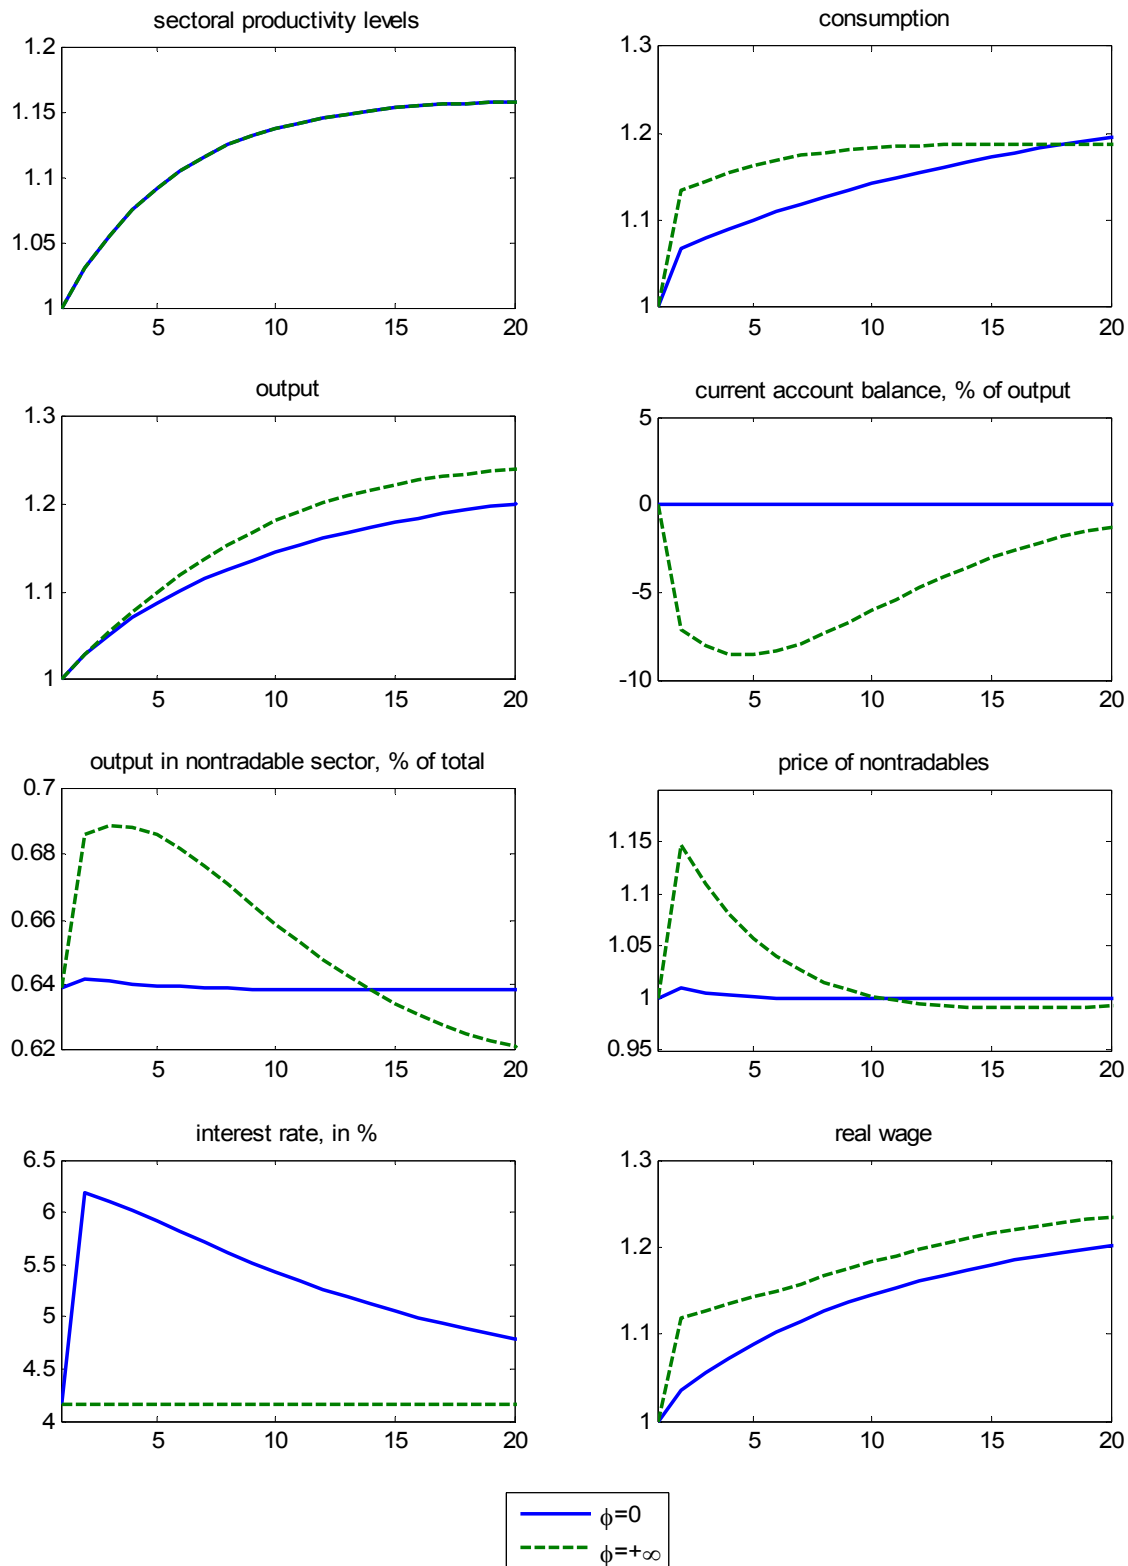 sectoral productivity levels
1.2
1.15
1.1
1.05
1
5 10 15 20
consumption
1.3
1.2
1.1
1
5 10 15 20
output
1.3
1.2
1.1
1
5 10 15 20
current account balance, % of output
5
0
-5
-10
5 10 15 20
output in nontradable sector, % of total
0.7
0.68
0.66
0.64
0.62
5 10 15 20
price of nontradables
1.15
1.1
1.05
1
0.95
5 10 15 20
interest rate, in %
6.5
6
5.5
5
4.5
4
5 10 15 20
real wage
1.3
1.2
1.1
1
5 10 15 20
ϕ=0
ϕ=+∞